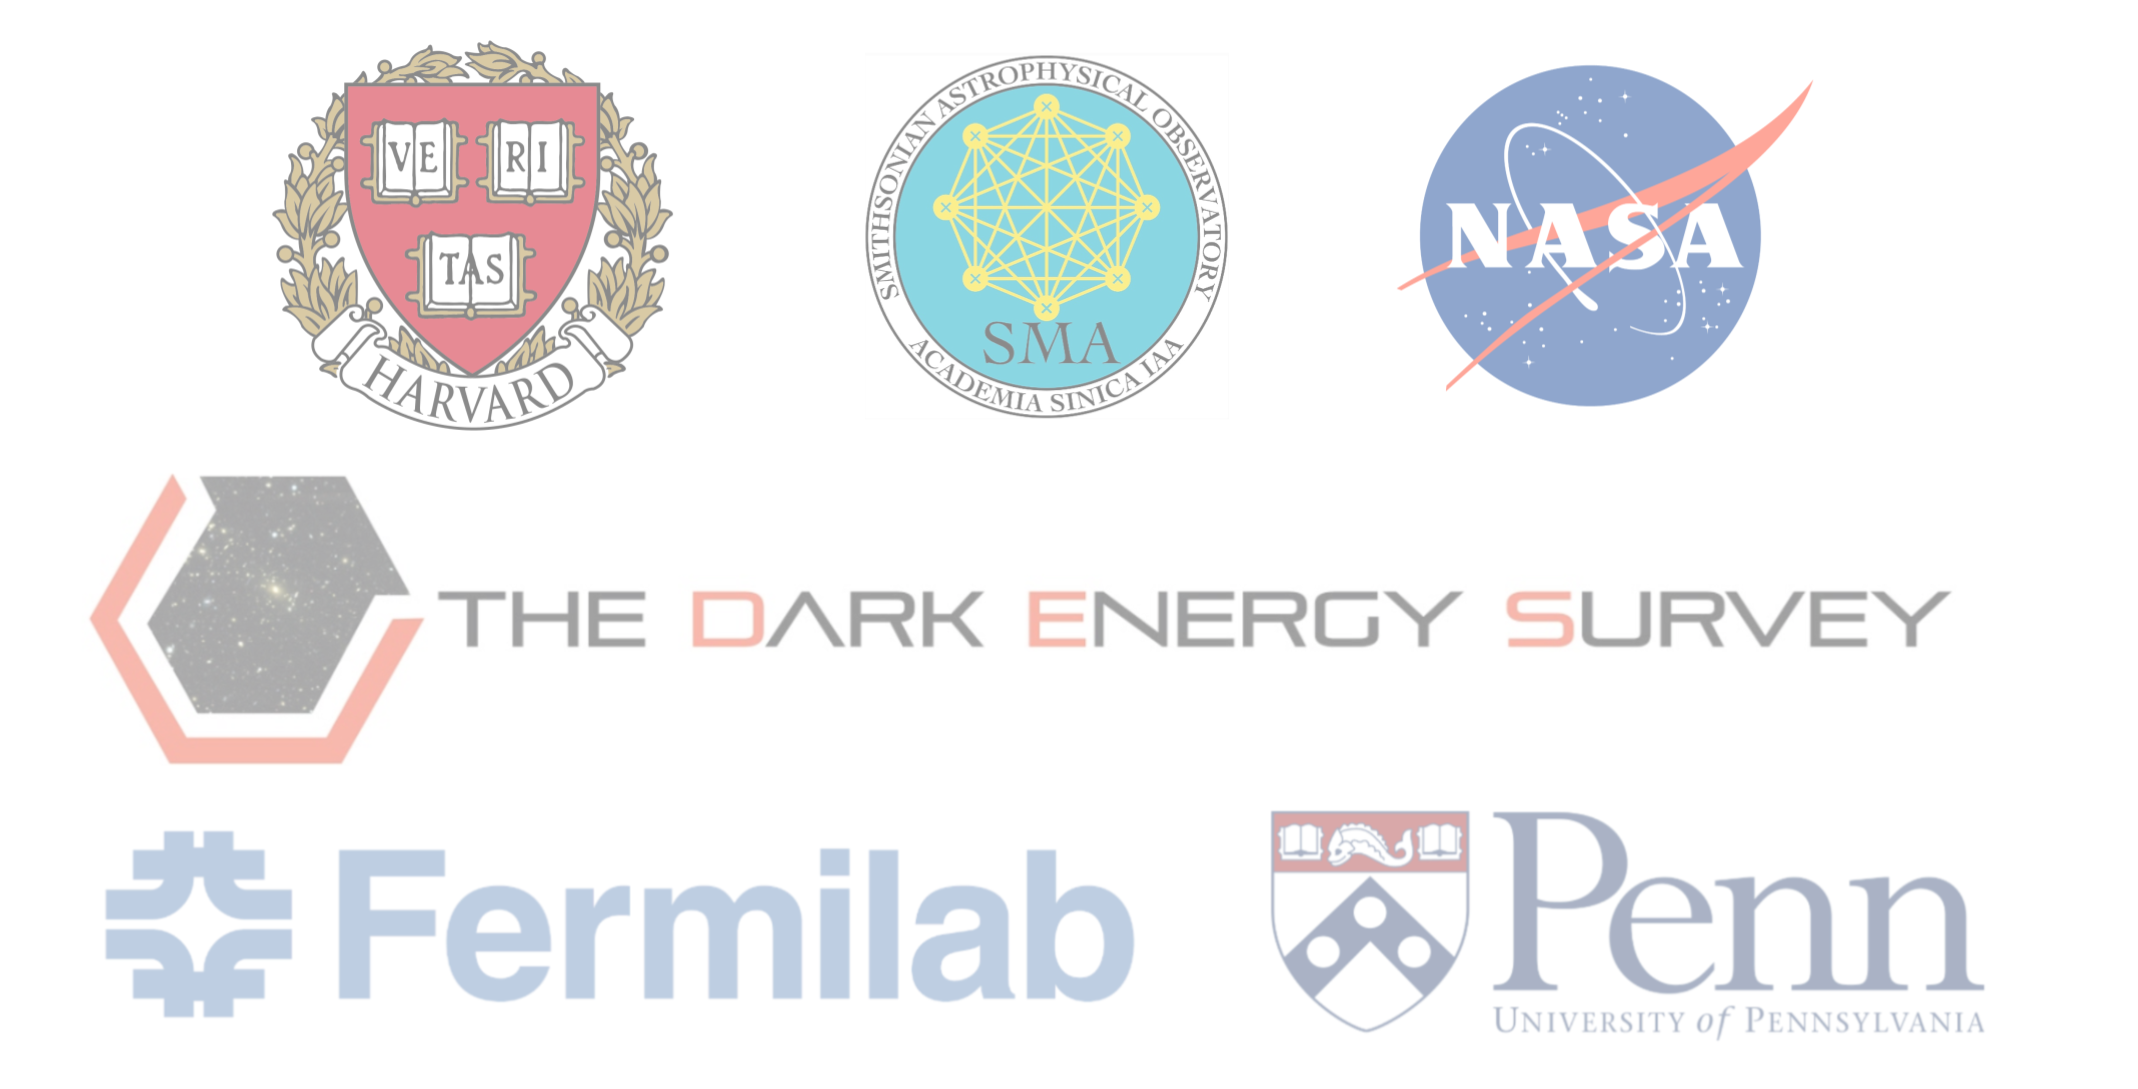 VE RI
TAS
HARVARD
SMITHSONIAN ASTROPHYSICAL OBSERVATORY
SMA
ACADEMIA SINICA IAA
NASA
THE DARK ENERGY SURVEY
Fermilab
Penn
UNIVERSITY of PENNSYLVANIA